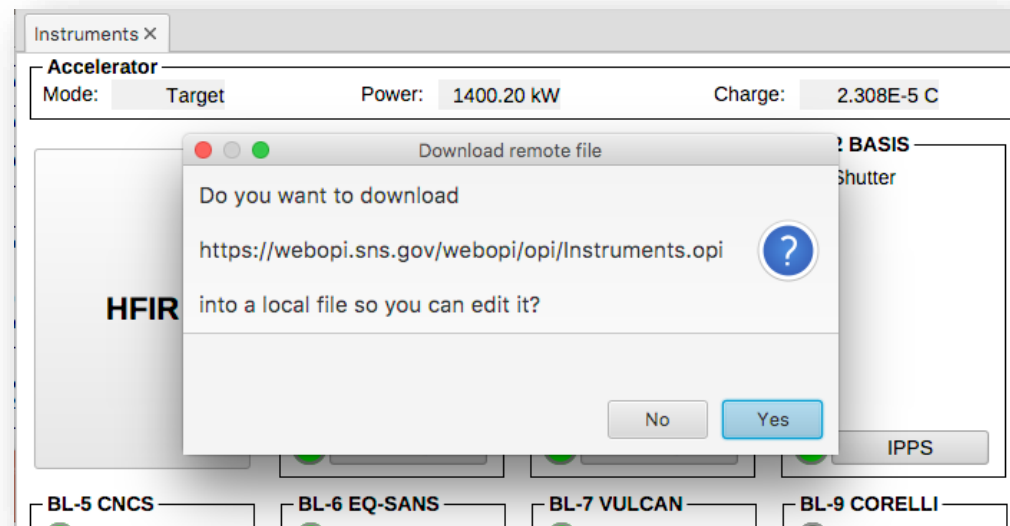 Instruments ×
Accelerator
Mode: Target Power: 1400.20 kW Charge: 2.308E-5 C
Download remote file
Do you want to download
https://webopi.sns.gov/webopi/opi/Instruments.opi
into a local file so you can edit it?
No Yes
2 BASIS
Shutter
HFIR
IPPS
BL-5 CNCS BL-6 EQ-SANS BL-7 VULCAN BL-9 CORELLI